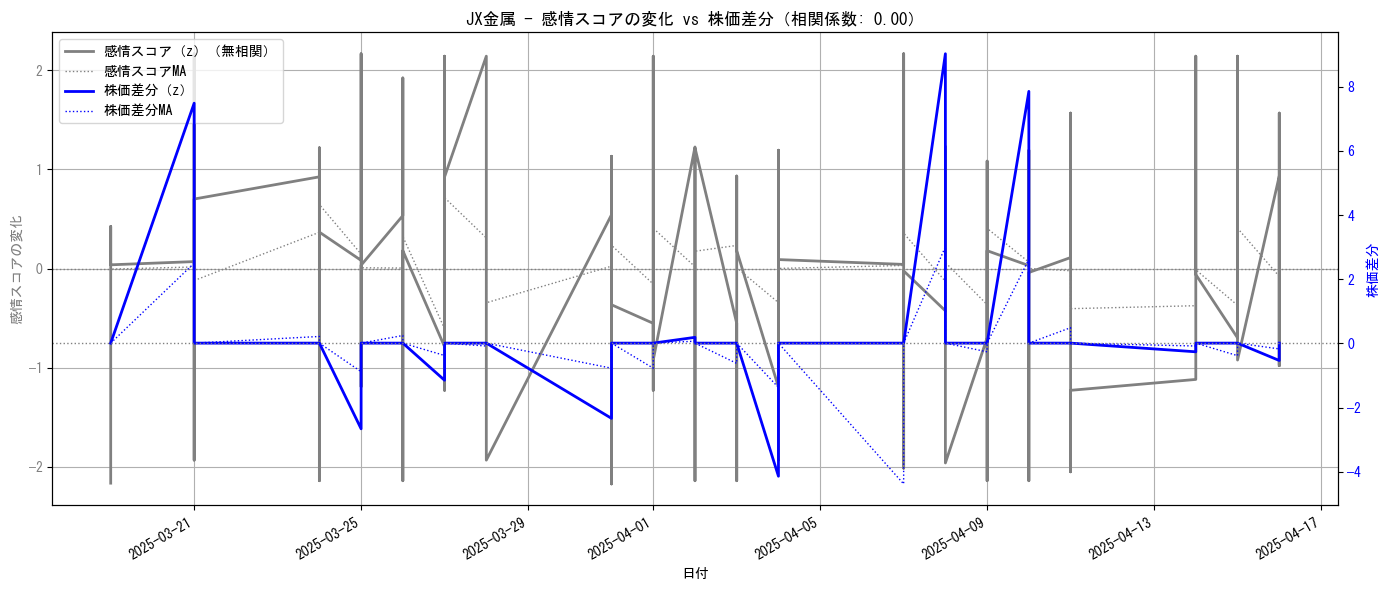 JX金属 - 感情スコアの変化 vs 株価差分 (相関係数: 0.00)
感情スコア (z) (無相関)
感情スコアMA
株価差分 (z)
株価差分MA
感情スコアの変化
2
1
0
−1
−2
株価差分
8
6
4
2
0
−2
−4
2025-03-21
2025-03-25
2025-03-29
2025-04-01
2025-04-05
2025-04-09
2025-04-13
2025-04-17
日付